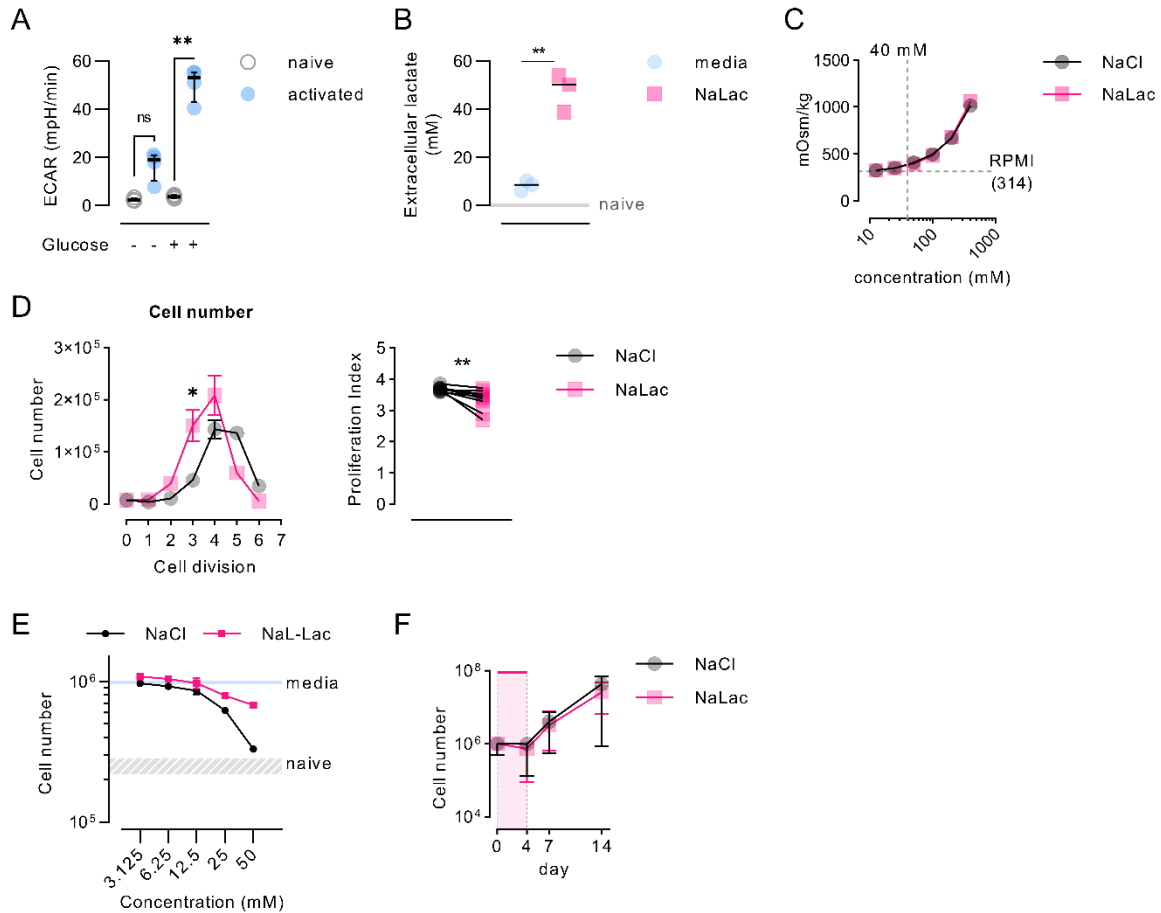 A
ECAR (mpH/min)
60
40
20
0
ns
**
naive
activated
Glucose - - + +
B
Extracellular lactate
(mM)
60
40
20
0
**
media
NaLac
naive
C
mOsm/kg
1500
1000
500
0
40 mM
RPMI
(314)
10 100 1000
concentration (mM)
NaCl
NaLac
D
Cell number
Cell number
3×10⁵
2×10⁵
1×10⁵
0
*
0 1 2 3 4 5 6 7
Cell division
Proliferation Index
5
4
3
2
1
0
**
NaCl
NaLac
E
NaCl NaL-Lac
Cell number
10⁶
10⁵
media
naive
3.125 6.25 12.5 25 50
Concentration (mM)
F
Cell number
10⁸
10⁶
10⁴
0 4 7 14
day
NaCl
NaLac